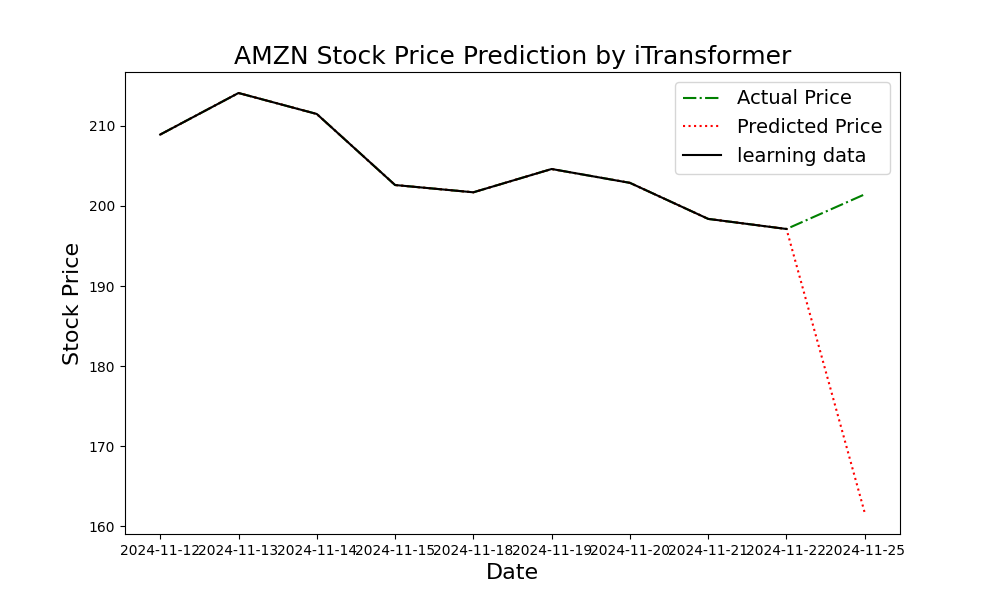 AMZN Stock Price Prediction by iTransformer
Actual Price
Predicted Price
learning data
Stock Price
210
200
190
180
170
160
2024-11-12 2024-11-13 2024-11-14 2024-11-15 2024-11-18 2024-11-19 2024-11-20 2024-11-21 2024-11-22 2024-11-25
Date